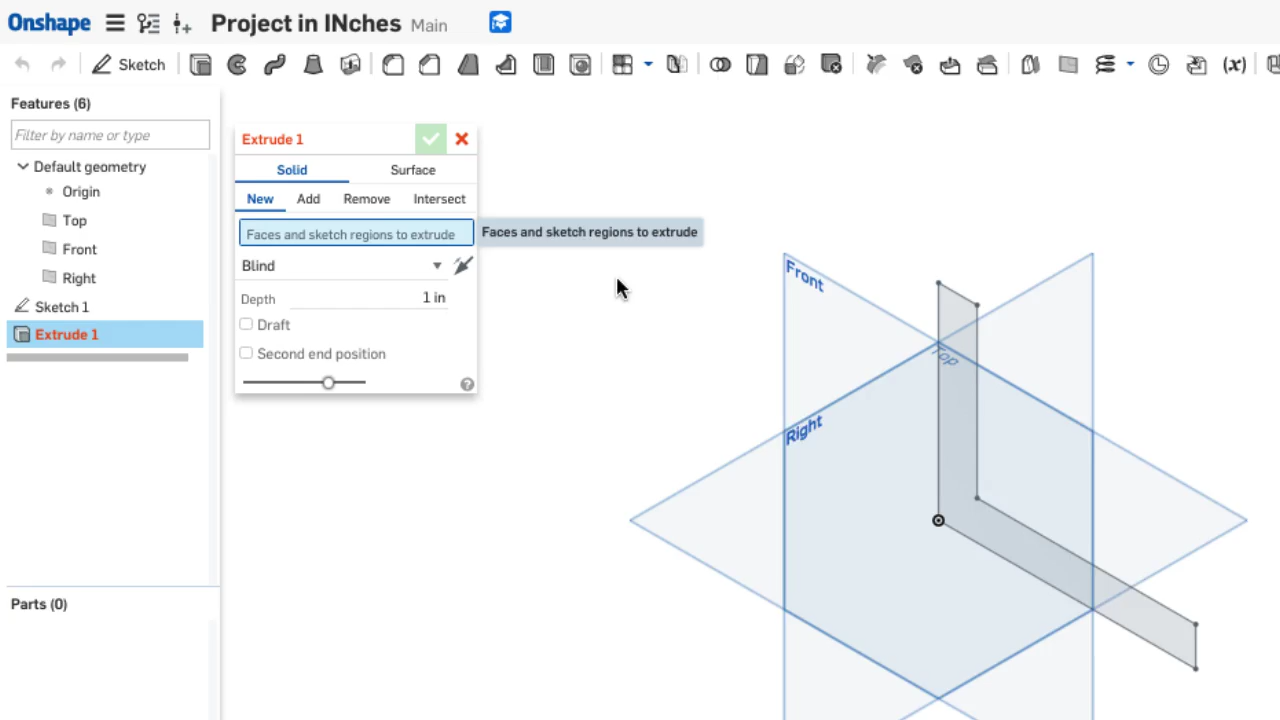 Onshape Project in INches Main
Sketch (x)
Features (6)
Filter by name or type
Default geometry
Origin
Top
Front
Right
Sketch 1
Extrude 1
Parts (0)
Extrude 1
Solid Surface
New Add Remove Intersect
Faces and sketch regions to extrude
Faces and sketch regions to extrude
Blind
Depth 1 in
Draft
Second end position
?
Front
Top
Right